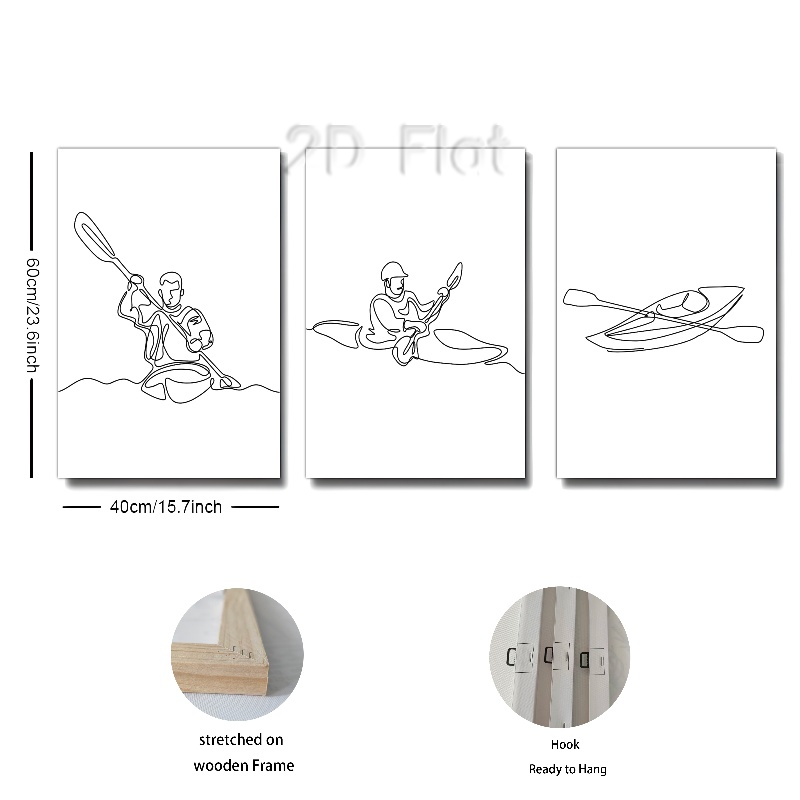 2D Flat
60cm/23.6inch
40cm/15.7inch
stretched on
wooden Frame
Hook
Ready to Hang